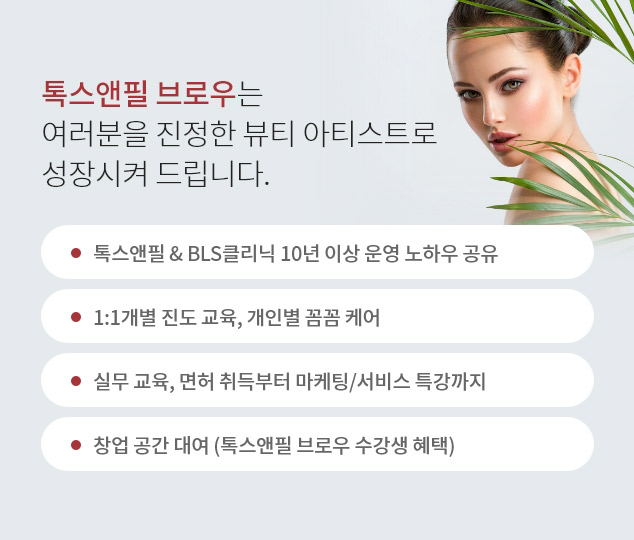 톡스앤필 브로우는
여러분을 진정한 뷰티 아티스트로
성장시켜 드립니다.
톡스앤필 & BLS클리닉 10년 이상 운영 노하우 공유
1:1개별 진도 교육, 개인별 꼼꼼 케어
실무 교육, 면허 취득부터 마케팅/서비스 특강까지
창업 공간 대여 (톡스앤필 브로우 수강생 혜택)